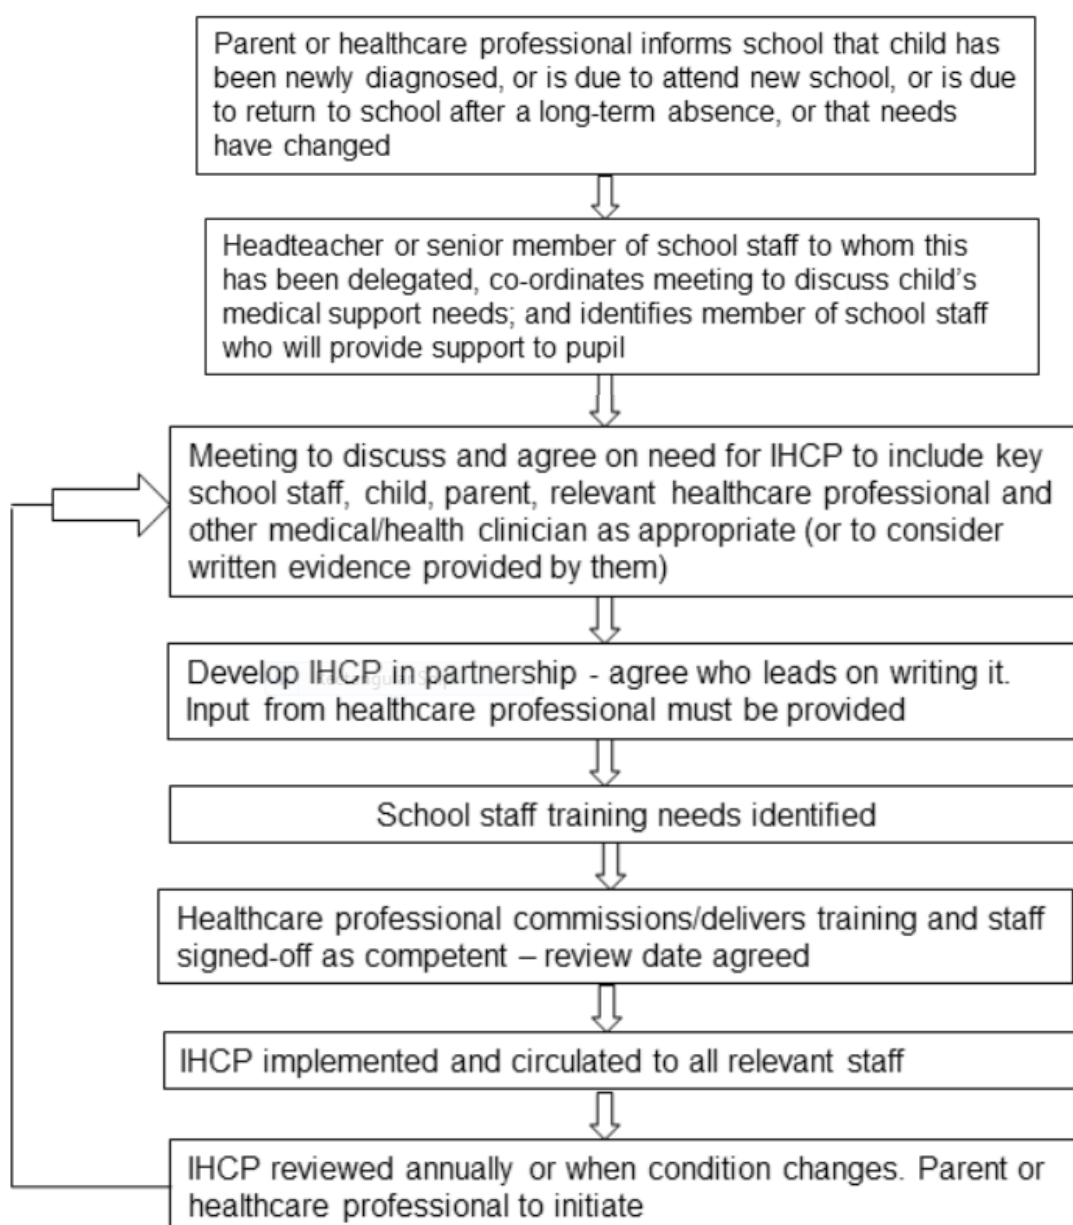 Parent or healthcare professional informs school that child has
been newly diagnosed, or is due to attend new school, or is due
to return to school after a long-term absence, or that needs
have changed
Headteacher or senior member of school staff to whom this
has been delegated, co-ordinates meeting to discuss child's
medical support needs; and identifies member of school staff
who will provide support to pupil
Meeting to discuss and agree on need for IHCP to include key
school staff, child, parent, relevant healthcare professional and
other medical/health clinician as appropriate (or to consider
written evidence provided by them)
Develop IHCP in partnership - agree who leads on writing it.
Input from healthcare professional must be provided
School staff training needs identified
Healthcare professional commissions/delivers training and staff
signed-off as competent – review date agreed
IHCP implemented and circulated to all relevant staff
IHCP reviewed annually or when condition changes. Parent or
healthcare professional to initiate